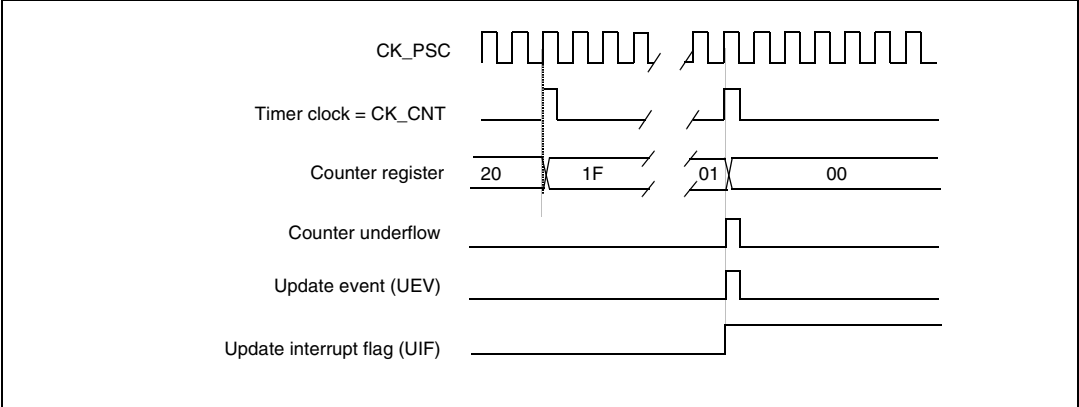 CK_PSC
Timer clock = CK_CNT
Counter register 20 1F 01 00
Counter underflow
Update event (UEV)
Update interrupt flag (UIF)